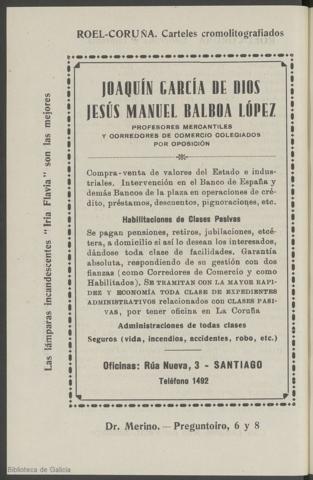 ROEL-CORUÑA. Carteles cromolitografiados
Las lámparas incandescentes "Iria Flavia" son las mejores
JOAQUÍN GARCÍA DE DIOS
JESÚS MANUEL BALBOA LÓPEZ
PROFESORES MERCANTILES
Y CORREDORES DE COMERCIO COLEGIADOS
POR OPOSICIÓN
Compra-venta de valores del Estado e indus-
triales. Intervención en el Banco de España y
demás Bancos de la plaza en operaciones de cré-
dito, préstamos, descuentos, pignoraciones, etc.
Habilitaciones de Clases Pasivas
Se pagan pensiones, retiros, jubilaciones, etcé-
tera, a domicilio si así lo desean los interesados,
dándose toda clase de facilidades. Garantía
absoluta, respondiendo de su gestión con dos
fianzas (como Corredores de Comercio y como
Habilitados), SE TRAMITAN CON LA MAYOR RAPI-
DEZ Y ECONOMÍA TODA CLASE DE EXPEDIENTES
ADMINISTRATIVOS relacionados con CLASES PASI-
VAS, por tener oficina en La Coruña
Administraciones de todas clases
Seguros (vida, incendios, accidentes, robo, etc.)
Oficinas: Rúa Nueva, 3 - SANTIAGO
Teléfono 1492
Dr. Merino. — Preguntoiro, 6 y 8
Biblioteca de Galicia